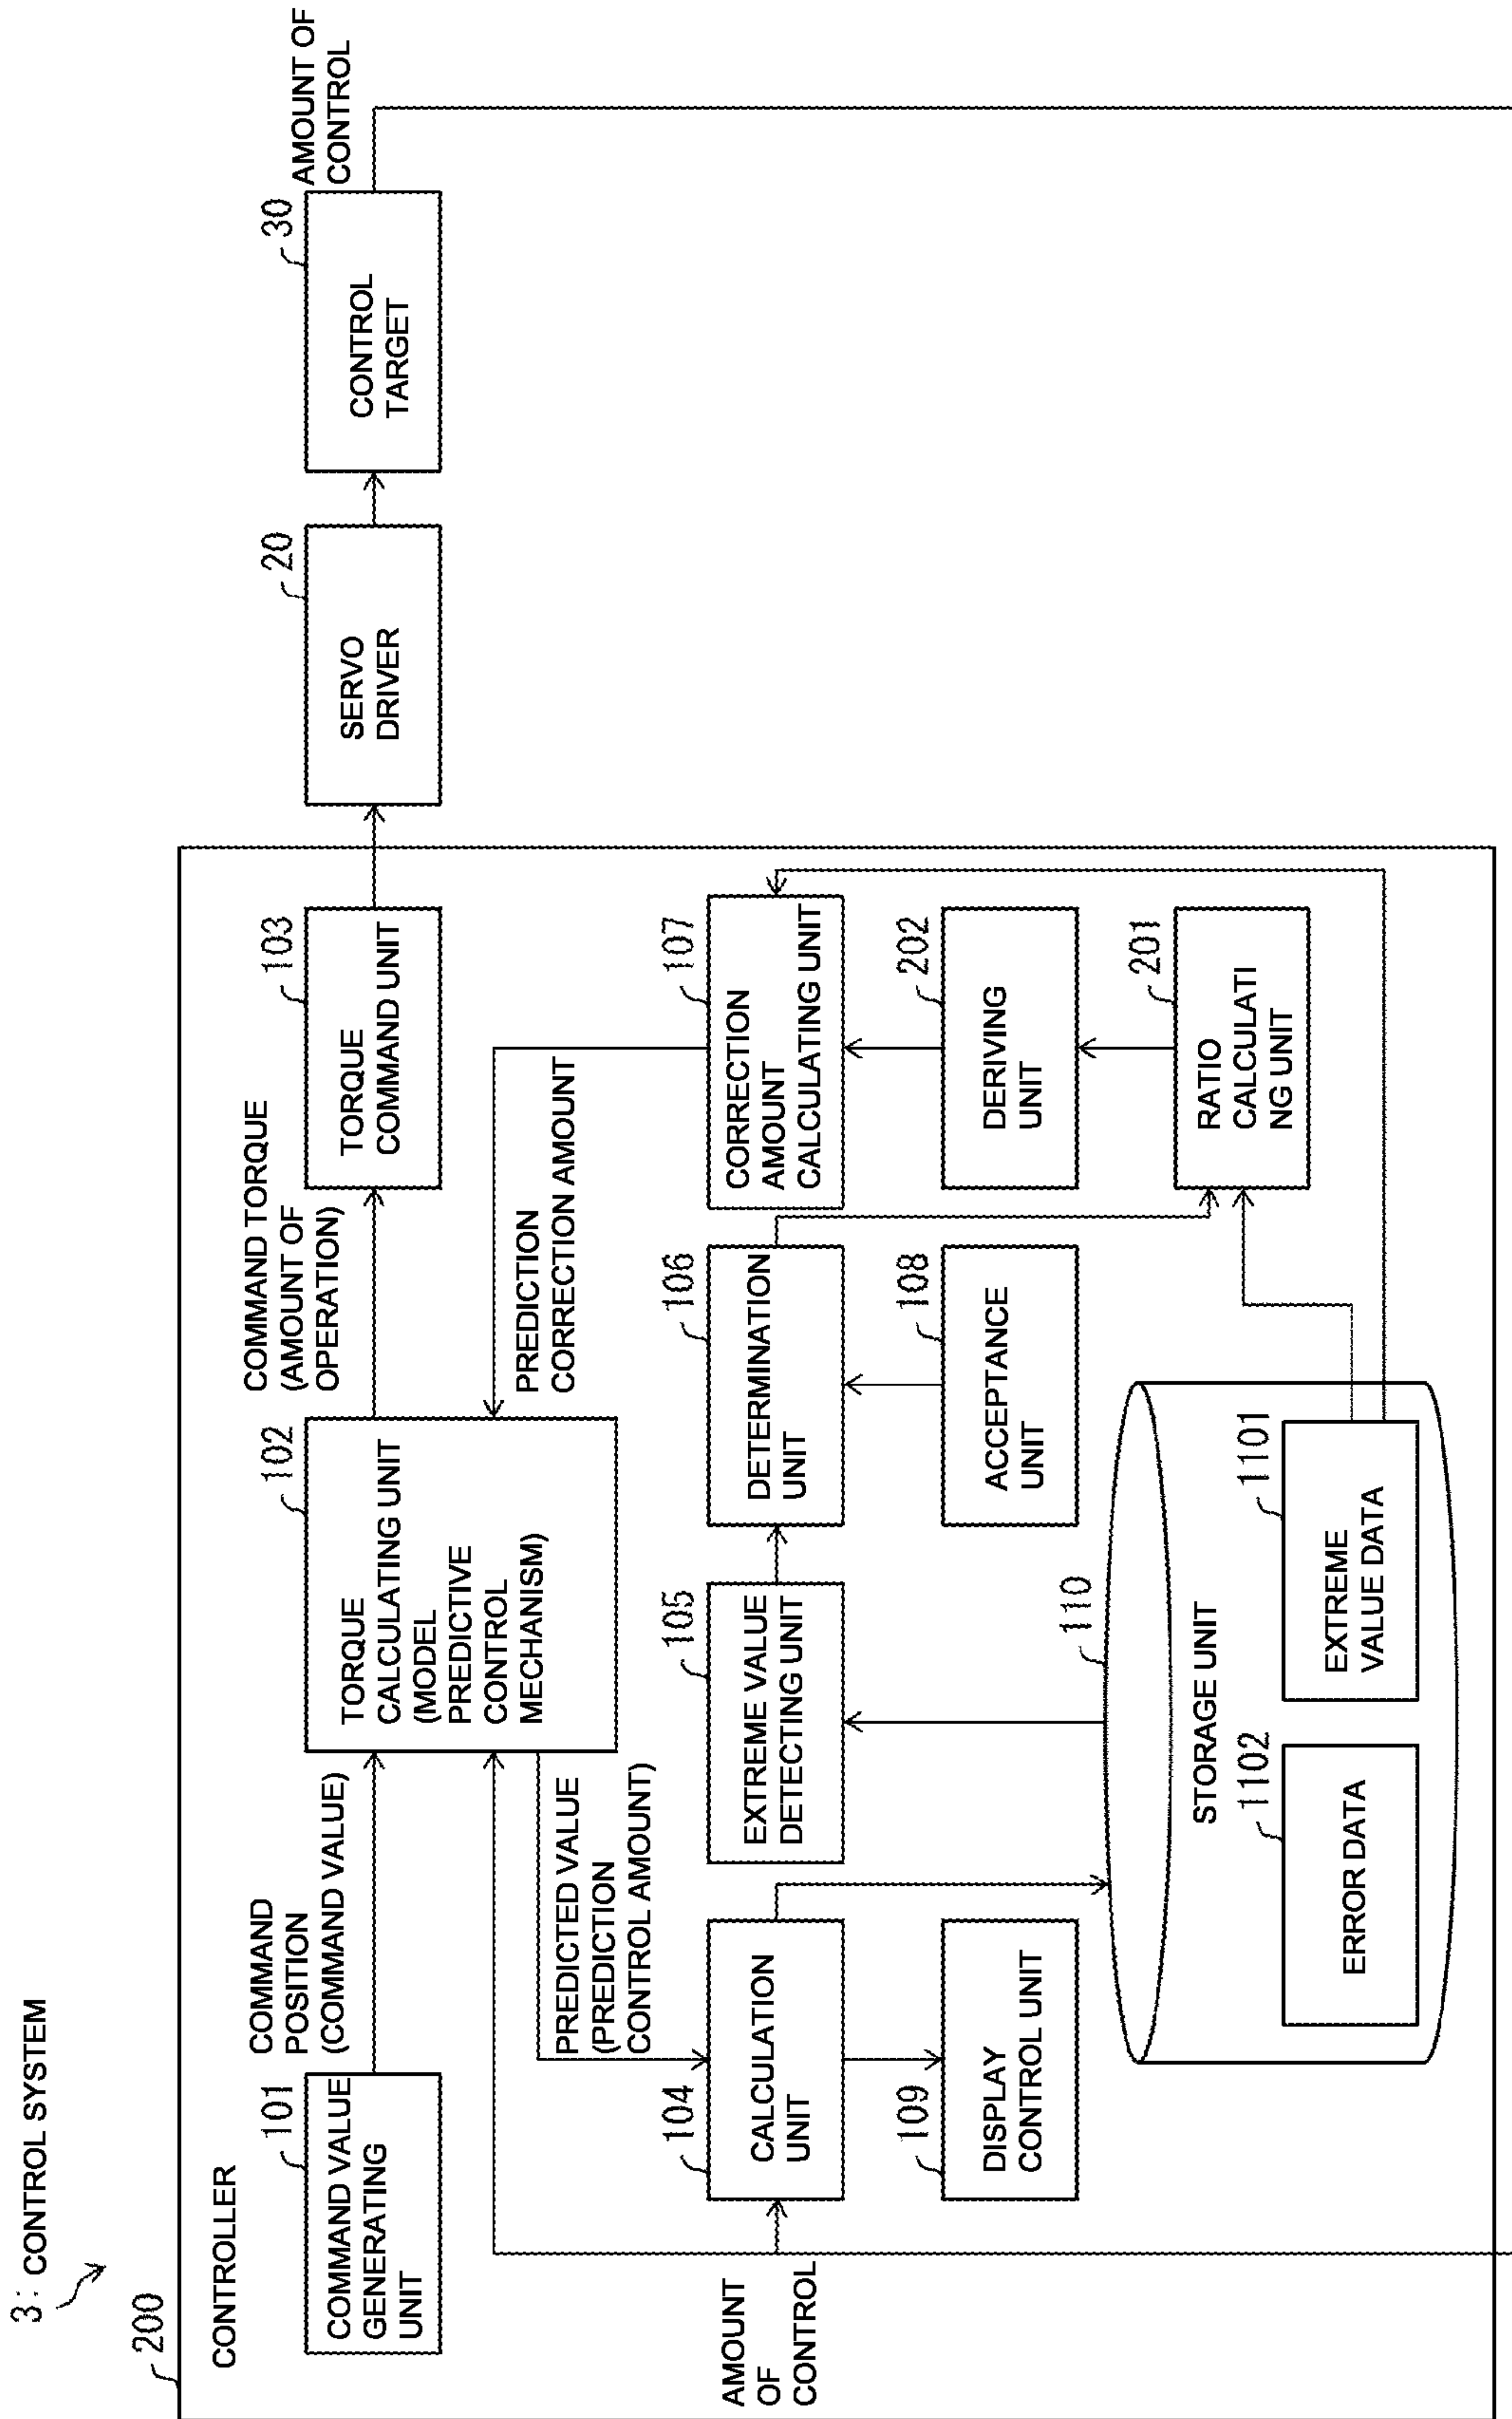 3: CONTROL SYSTEM
200
CONTROLLER
101
COMMAND VALUE
GENERATING
UNIT
COMMAND
POSITION
(COMMAND VALUE)
102
TORQUE
CALCULATING UNIT
(MODEL
PREDICTIVE
CONTROL
MECHANISM)
COMMAND TORQUE
(AMOUNT OF
OPERATION)
103
TORQUE
COMMAND UNIT
20
SERVO
DRIVER
30
CONTROL
TARGET
AMOUNT OF
CONTROL
PREDICTED VALUE
(PREDICTION
CONTROL AMOUNT)
PREDICTION
CORRECTION AMOUNT
AMOUNT
OF
CONTROL
104
CALCULATION
UNIT
105
EXTREME VALUE
DETECTING UNIT
106
DETERMINATION
UNIT
107
CORRECTION
AMOUNT
CALCULATING UNIT
109
DISPLAY
CONTROL UNIT
108
ACCEPTANCE
UNIT
202
DERIVING
UNIT
110
STORAGE UNIT
1102
ERROR DATA
1101
EXTREME
VALUE DATA
201
RATIO
CALCULATI
NG UNIT